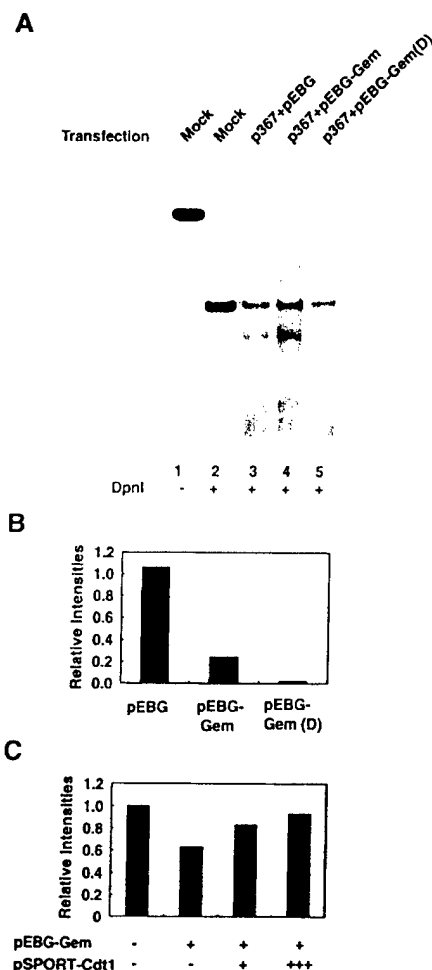 A
Transfection Mock Mock p367+pEBG p367+pEBG-Gem p367+pEBG-Gem(D)
1 2 3 4 5
DpnI - + + + +
B
Relative Intensities
1.2
1.0
0.8
0.6
0.4
0.2
0.0
pEBG pEBG-Gem pEBG-Gem (D)
C
Relative Intensities
1.2
1
0.8
0.6
0.4
0.2
0
pEBG-Gem - + + +
pSPORT-Cdt1 - - + +++